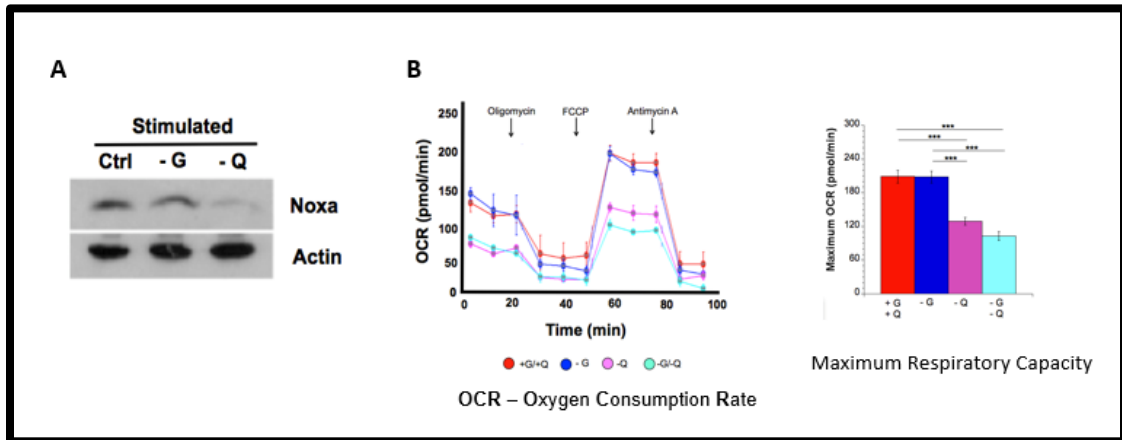 A
Stimulated
Ctrl - G - Q
Noxa
Actin
B
OCR (pmol/min)
250
200
150
100
50
0
Oligomycin FCCP Antimycin A
0 20 40 60 80 100
Time (min)
+G/+Q - G -Q -G/-Q
OCR – Oxygen Consumption Rate
Maximum OCR (pmol/min)
300
240
180
120
60
0
*** 
***
***
***
+ G - G - Q - G
+ Q - Q
Maximum Respiratory Capacity